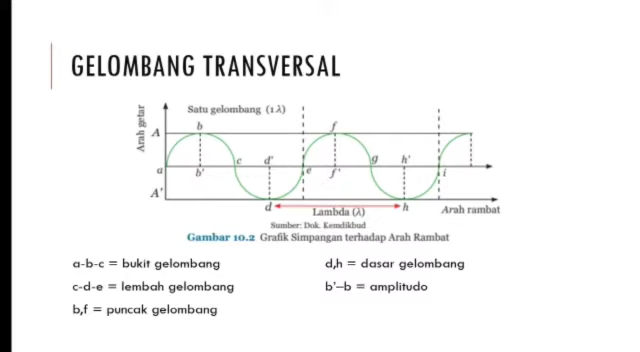 GELOMBANG TRANSVERSAL
Arah getar
Satu gelombang (1 λ)
b
f
A
c
d'
g
h'
a
b'
e
f'
i
A'
d
Lambda (λ)
h
Arah rambat
Sumber: Dok. Kemdikbud
Gambar 10.2 Grafik Simpangan terhadap Arah Rambat
a-b-c = bukit gelombang
c-d-e = lembah gelombang
b,f = puncak gelombang
d,h = dasar gelombang
b'–b = amplitudo